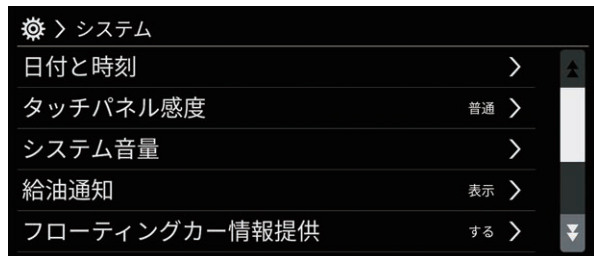 システム
日付と時刻
タッチパネル感度 普通
システム音量
給油通知 表示
フローティングカー情報提供 する